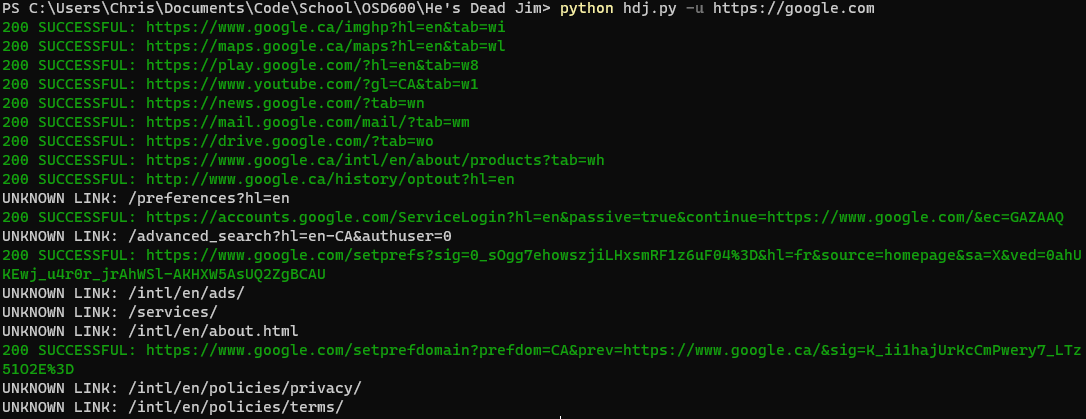 PS C:\Users\Chris\Documents\Code\School\OSD600\He's Dead Jim> python hdj.py -u https://google.com
200 SUCCESSFUL: https://www.google.ca/imghp?hl=en&tab=wi
200 SUCCESSFUL: https://maps.google.ca/maps?hl=en&tab=wl
200 SUCCESSFUL: https://play.google.com/?hl=en&tab=w8
200 SUCCESSFUL: https://www.youtube.com/?gl=CA&tab=w1
200 SUCCESSFUL: https://news.google.com/?tab=wn
200 SUCCESSFUL: https://mail.google.com/mail/?tab=wm
200 SUCCESSFUL: https://drive.google.com/?tab=wo
200 SUCCESSFUL: https://www.google.ca/intl/en/about/products?tab=wh
200 SUCCESSFUL: http://www.google.ca/history/optout?hl=en
UNKNOWN LINK: /preferences?hl=en
200 SUCCESSFUL: https://accounts.google.com/ServiceLogin?hl=en&passive=true&continue=https://www.google.com/&ec=GAZAAQ
UNKNOWN LINK: /advanced_search?hl=en-CA&authuser=0
200 SUCCESSFUL: https://www.google.com/setprefs?sig=0_sOgg7ehowszjiLHxsmRF1z6uF04%3D&hl=fr&source=homepage&sa=X&ved=0ahU
KEwj_u4r0r_jrAhWSl-AKHXW5AsUQ2ZgBCAU
UNKNOWN LINK: /intl/en/ads/
UNKNOWN LINK: /services/
UNKNOWN LINK: /intl/en/about.html
200 SUCCESSFUL: https://www.google.com/setprefdomain?prefdom=CA&prev=https://www.google.ca/&sig=K_ii1hajUrKcCmPwery7_LTz
51O2E%3D
UNKNOWN LINK: /intl/en/policies/privacy/
UNKNOWN LINK: /intl/en/policies/terms/